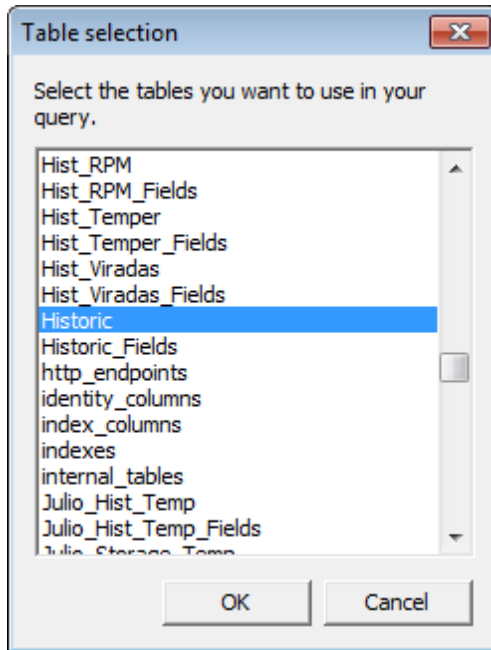 Table selection
Select the tables you want to use in your
query.
Hist_RPM
Hist_RPM_Fields
Hist_Temper
Hist_Temper_Fields
Hist_Viradas
Hist_Viradas_Fields
Historic
Historic_Fields
http_endpoints
identity_columns
index_columns
indexes
internal_tables
Julio_Hist_Temp
Julio_Hist_Temp_Fields
Julio_Storage_Temp
OK Cancel